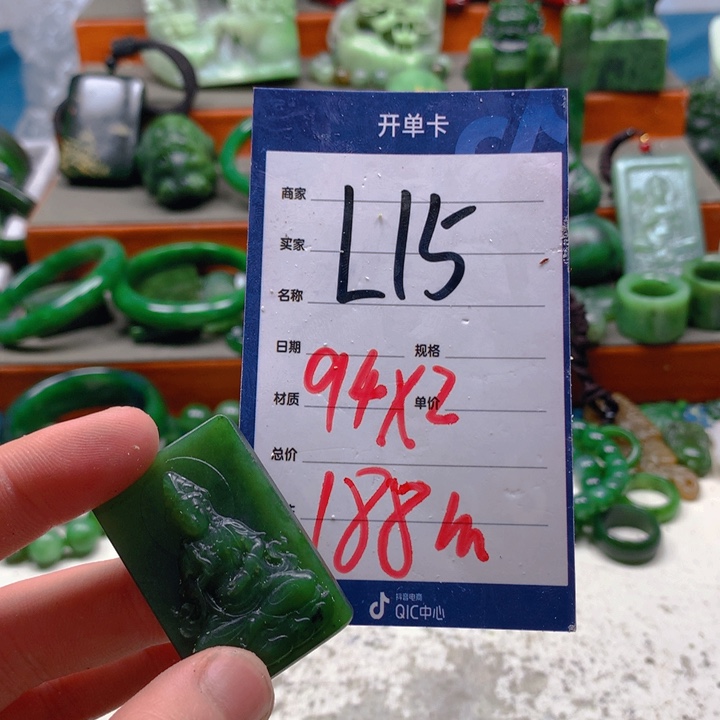 开单卡
商家
L15
买家
名称
日期 规格
94X2
材质 单价
总价
188m
抖音电商
QIC中心